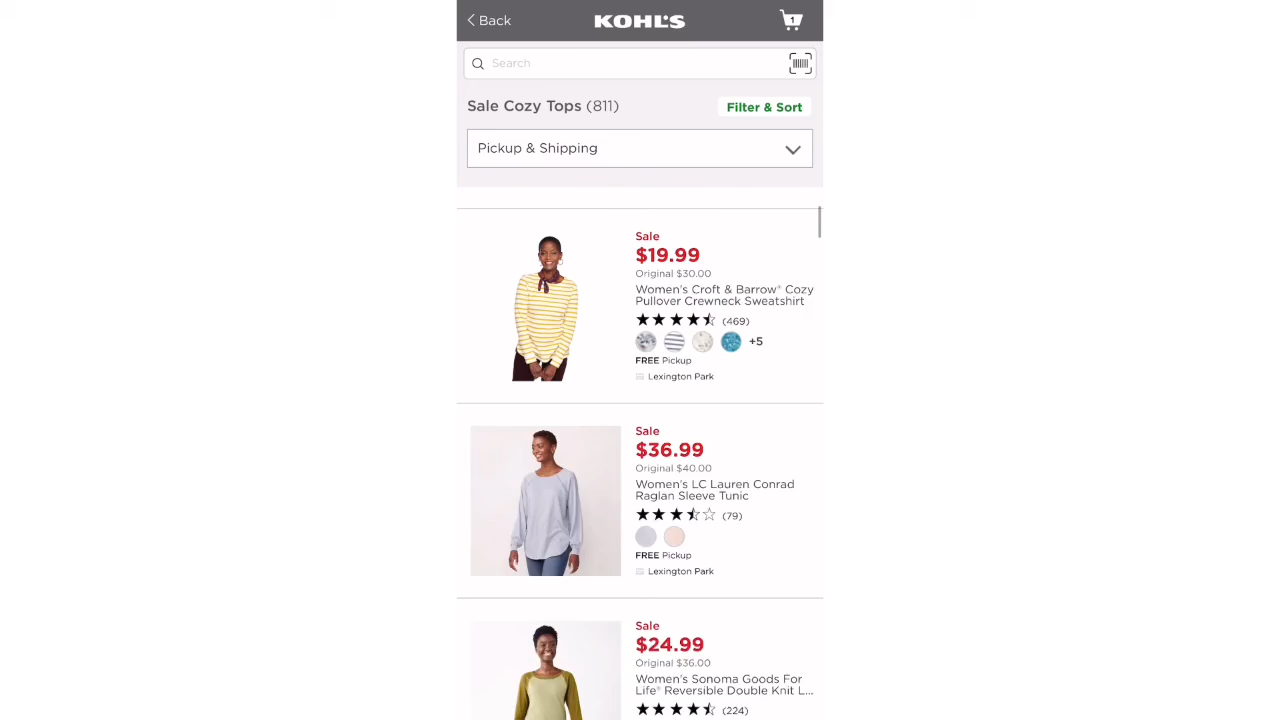 Back
KOHL'S
1
Search
Sale Cozy Tops (811)
Filter & Sort
Pickup & Shipping
Sale
$19.99
Original $30.00
Women's Croft & Barrow® Cozy
Pullover Crewneck Sweatshirt
(469)
+5
FREE Pickup
Lexington Park
Sale
$36.99
Original $40.00
Women's LC Lauren Conrad
Raglan Sleeve Tunic
(79)
FREE Pickup
Lexington Park
Sale
$24.99
Original $36.00
Women's Sonoma Goods For
Life® Reversible Double Knit L...
(224)